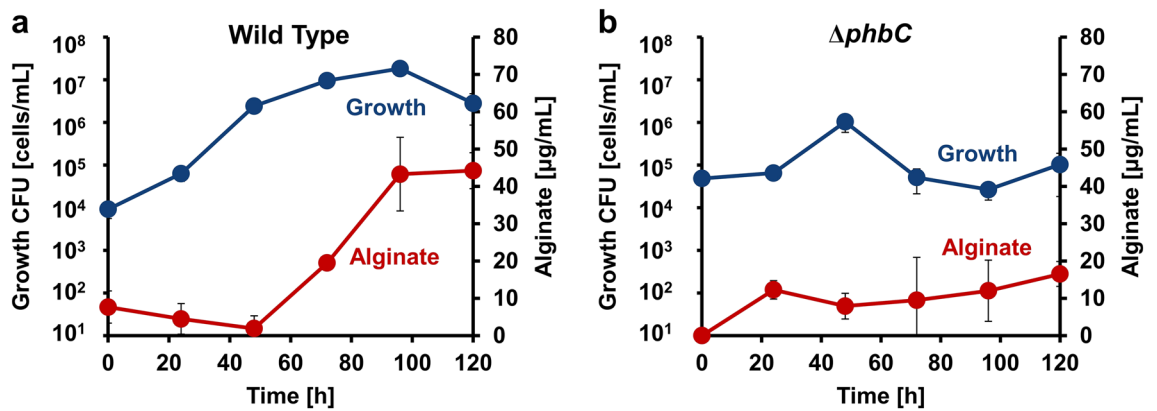 a
Wild Type
Growth CFU [cells/mL]
10⁸
10⁷
10⁶
10⁵
10⁴
10³
10²
10¹
Growth
Alginate
80
70
60
50
40
30
20
10
0
Alginate [µg/mL]
0 20 40 60 80 100 120
Time [h]
b
ΔphbC
Growth CFU [cells/mL]
10⁸
10⁷
10⁶
10⁵
10⁴
10³
10²
10¹
Growth
Alginate
80
70
60
50
40
30
20
10
0
Alginate [µg/mL]
0 20 40 60 80 100 120
Time [h]